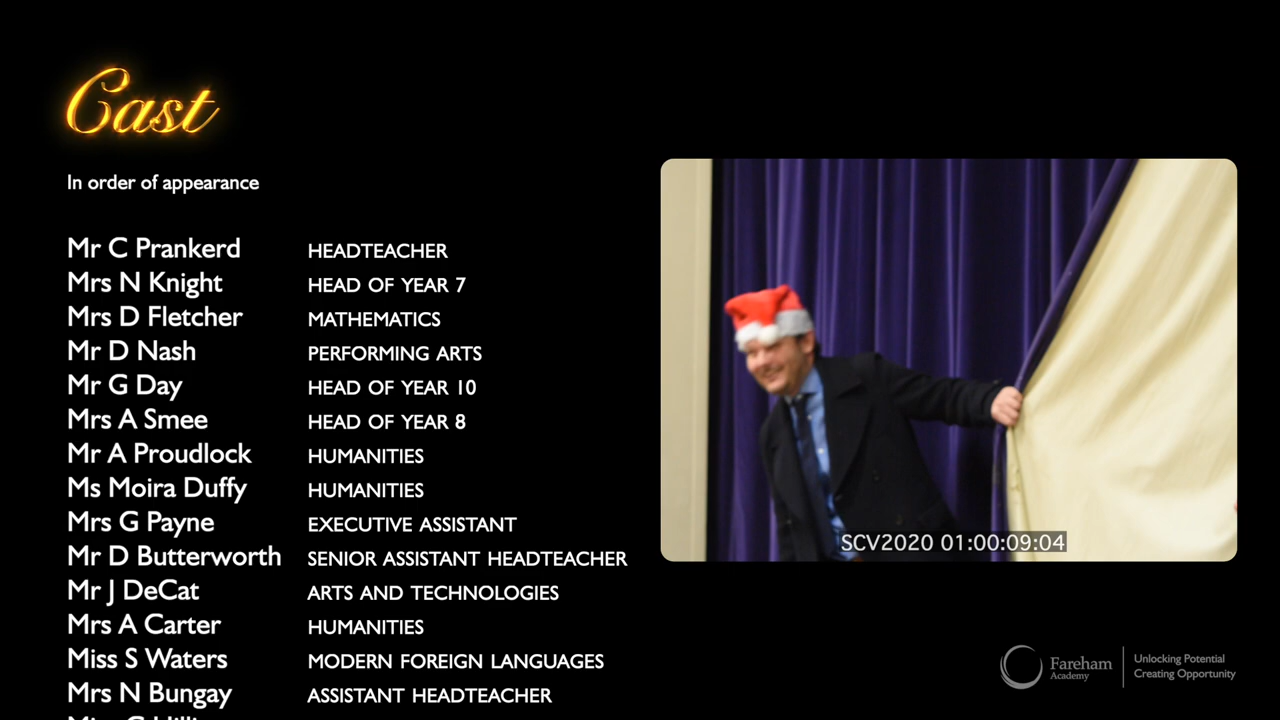 Cast
In order of appearance
Mr C Prankerd HEADTEACHER
Mrs N Knight HEAD OF YEAR 7
Mrs D Fletcher MATHEMATICS
Mr D Nash PERFORMING ARTS
Mr G Day HEAD OF YEAR 10
Mrs A Smee HEAD OF YEAR 8
Mr A Proudlock HUMANITIES
Ms Moira Duffy HUMANITIES
Mrs G Payne EXECUTIVE ASSISTANT
Mr D Butterworth SENIOR ASSISTANT HEADTEACHER
Mr J DeCat ARTS AND TECHNOLOGIES
Mrs A Carter HUMANITIES
Miss S Waters MODERN FOREIGN LANGUAGES
Mrs N Bungay ASSISTANT HEADTEACHER
SCV2020 01:00:09:04
Fareham
Academy
Unlocking Potential
Creating Opportunity